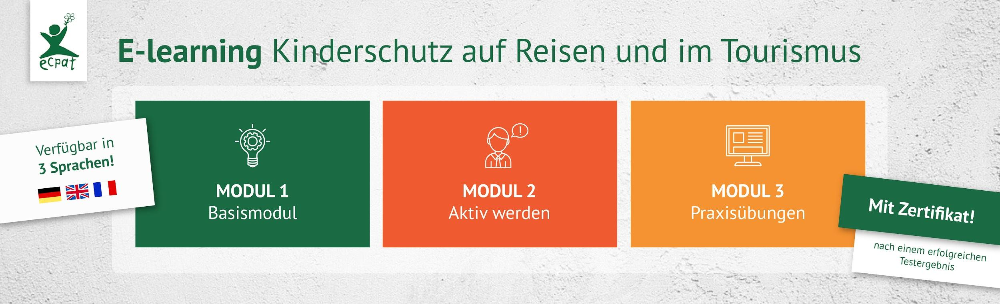 ecpat
E-learning Kinderschutz auf Reisen und im Tourismus
Verfügbar in
3 Sprachen!
MODUL 1
Basismodul
!
MODUL 2
Aktiv werden
MODUL 3
Praxisübungen
Mit Zertifikat!
nach einem erfolgreichen
Testergebnis